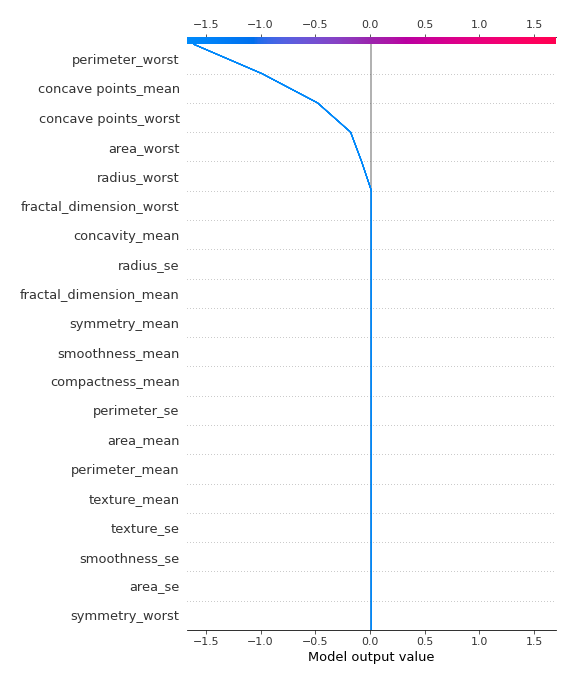 −1.5 −1.0 −0.5 0.0 0.5 1.0 1.5
perimeter_worst
concave points_mean
concave points_worst
area_worst
radius_worst
fractal_dimension_worst
concavity_mean
radius_se
fractal_dimension_mean
symmetry_mean
smoothness_mean
compactness_mean
perimeter_se
area_mean
perimeter_mean
texture_mean
texture_se
smoothness_se
area_se
symmetry_worst
−1.5 −1.0 −0.5 0.0 0.5 1.0 1.5
Model output value